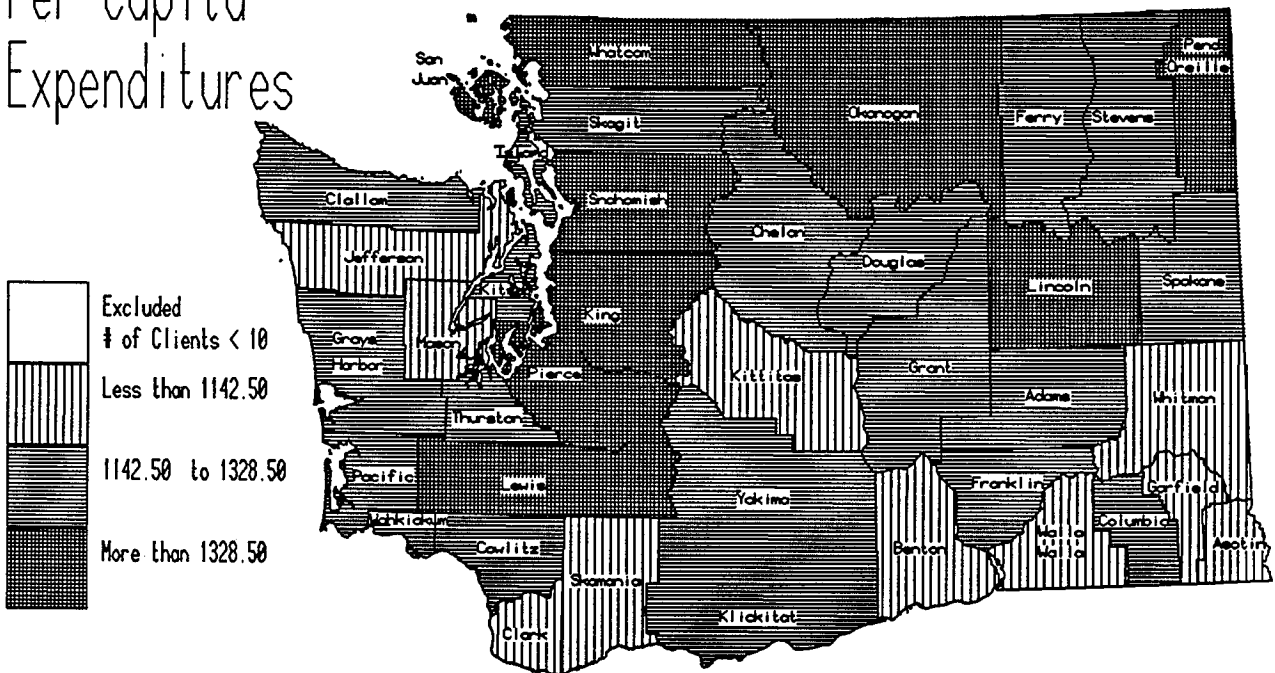 Per Capita
Expenditures
Excluded
# of Clients < 10
Less than 1142.50
1142.50 to 1328.50
More than 1328.50
San
Juan
Whatcom
Skagit
Island
Snohomish
Okanogan
Ferry
Stevens
Pend
Oreille
Clallam
Jefferson
Chelan
Douglas
Lincoln
Spokane
Kits
King
Grays
Harbor
Mason
Pierce
Kittitas
Grant
Adams
Whitman
Thurston
Pacific
Lewis
Yakima
Franklin
Garfield
Wahkiakum
Cowlitz
Columbia
Walla
Walla
Benton
Asotin
Skamania
Klickitat
Clark